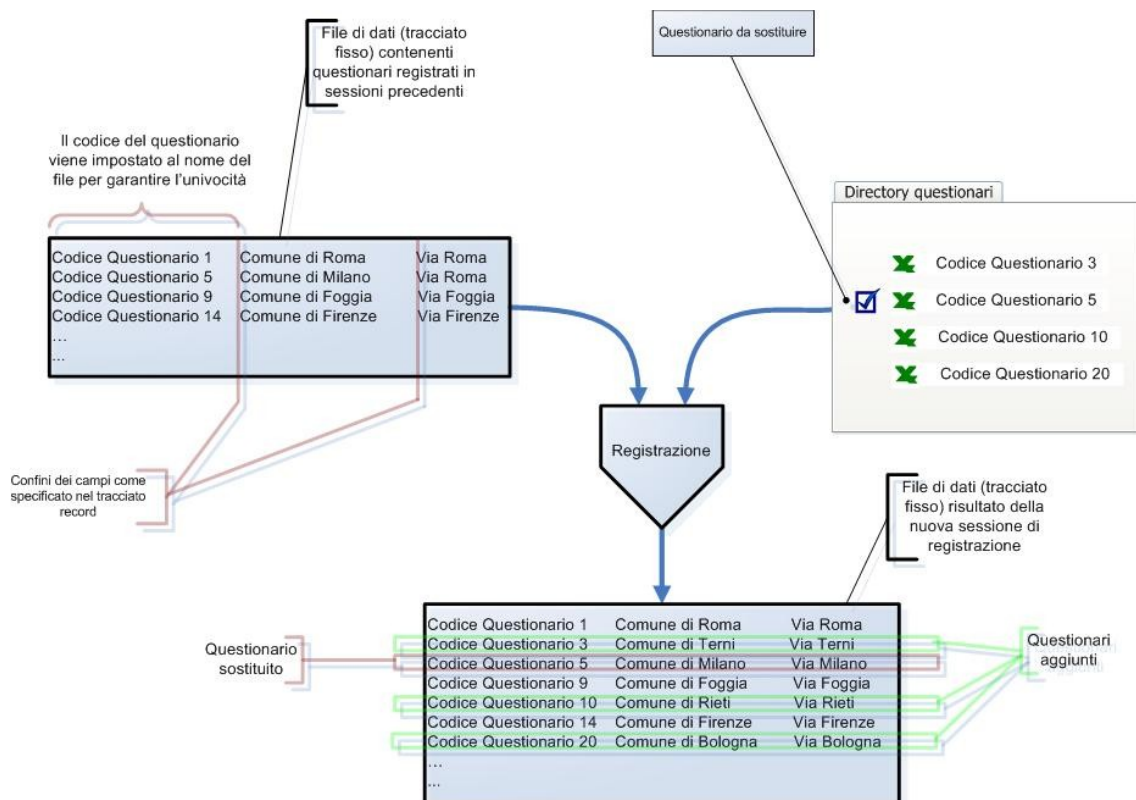 File di dati (tracciato
fisso) contenenti
questionari registrati in
sessioni precedenti
Questionario da sostituire
Il codice del questionario
viene impostato al nome del
file per garantire l'univocità
Directory questionari
Codice Questionario 3
Codice Questionario 5
Codice Questionario 10
Codice Questionario 20
Codice Questionario 1 Comune di Roma Via Roma
Codice Questionario 5 Comune di Milano Via Roma
Codice Questionario 9 Comune di Foggia Via Foggia
Codice Questionario 14 Comune di Firenze Via Firenze
...
...
Registrazione
Confini dei campi come
specificato nel tracciato
record
File di dati (tracciato
fisso) risultato della
nuova sessione di
registrazione
Codice Questionario 1 Comune di Roma Via Roma
Codice Questionario 3 Comune di Terni Via Terni
Codice Questionario 5 Comune di Milano Via Milano
Codice Questionario 9 Comune di Foggia Via Foggia
Codice Questionario 10 Comune di Rieti Via Rieti
Codice Questionario 14 Comune di Firenze Via Firenze
Codice Questionario 20 Comune di Bologna Via Bologna
...
...
Questionario
sostituito
Questionari
aggiunti